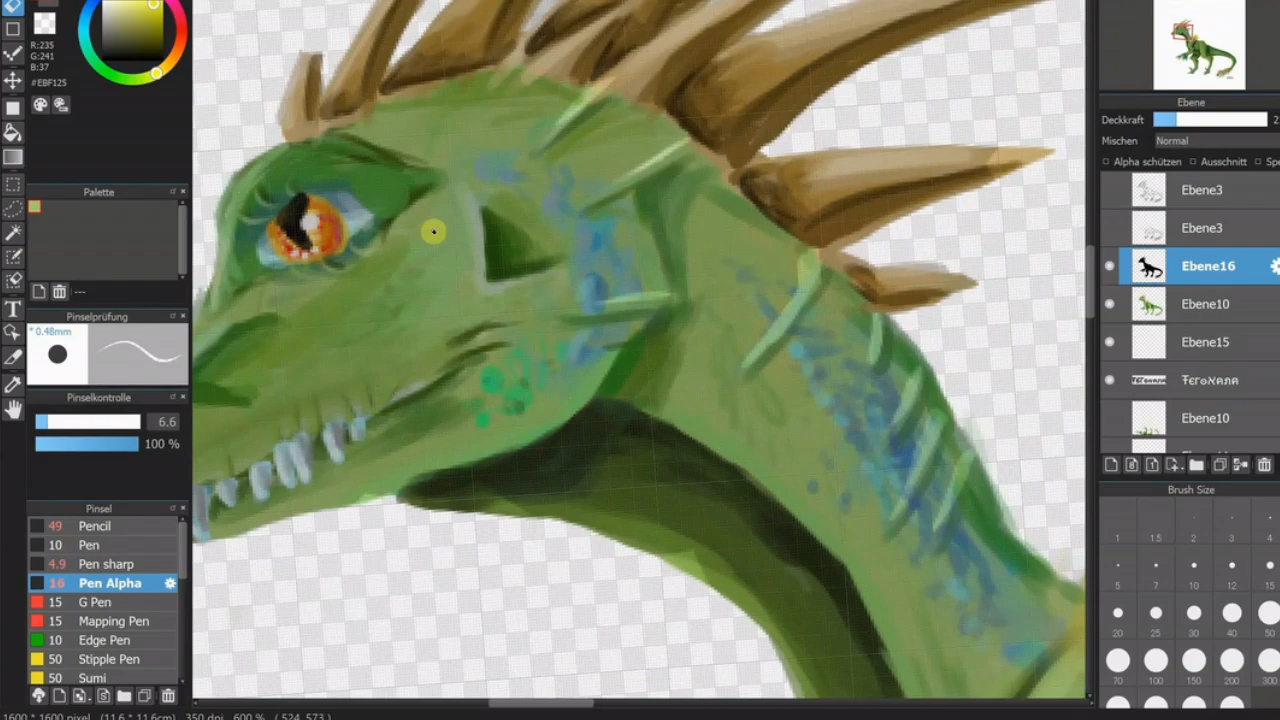 R:235
G:241
B:37
#EBF125
Palette
---
Pinselprüfung
* 0.48mm
Pinselkontrolle
6.6
100 %
Pinsel
49 Pencil
10 Pen
4.9 Pen sharp
16 Pen Alpha
15 G Pen
15 Mapping Pen
10 Edge Pen
50 Stipple Pen
50 Sumi
1600 * 1600 pixel (11.6 * 11.6cm) 350 dpi 600 % ( 524, 573 )
Ebene
Deckkraft 2
Mischen Normal
Alpha schützen Ausschnitt Spe
Ebene3
Ebene3
Ebene16
Ebene10
Ebene15
Ebene10
Brush Size
1 1.5 2 3 4
5 7 10 12 15
20 25 30 40 50
70 100 150 200 300